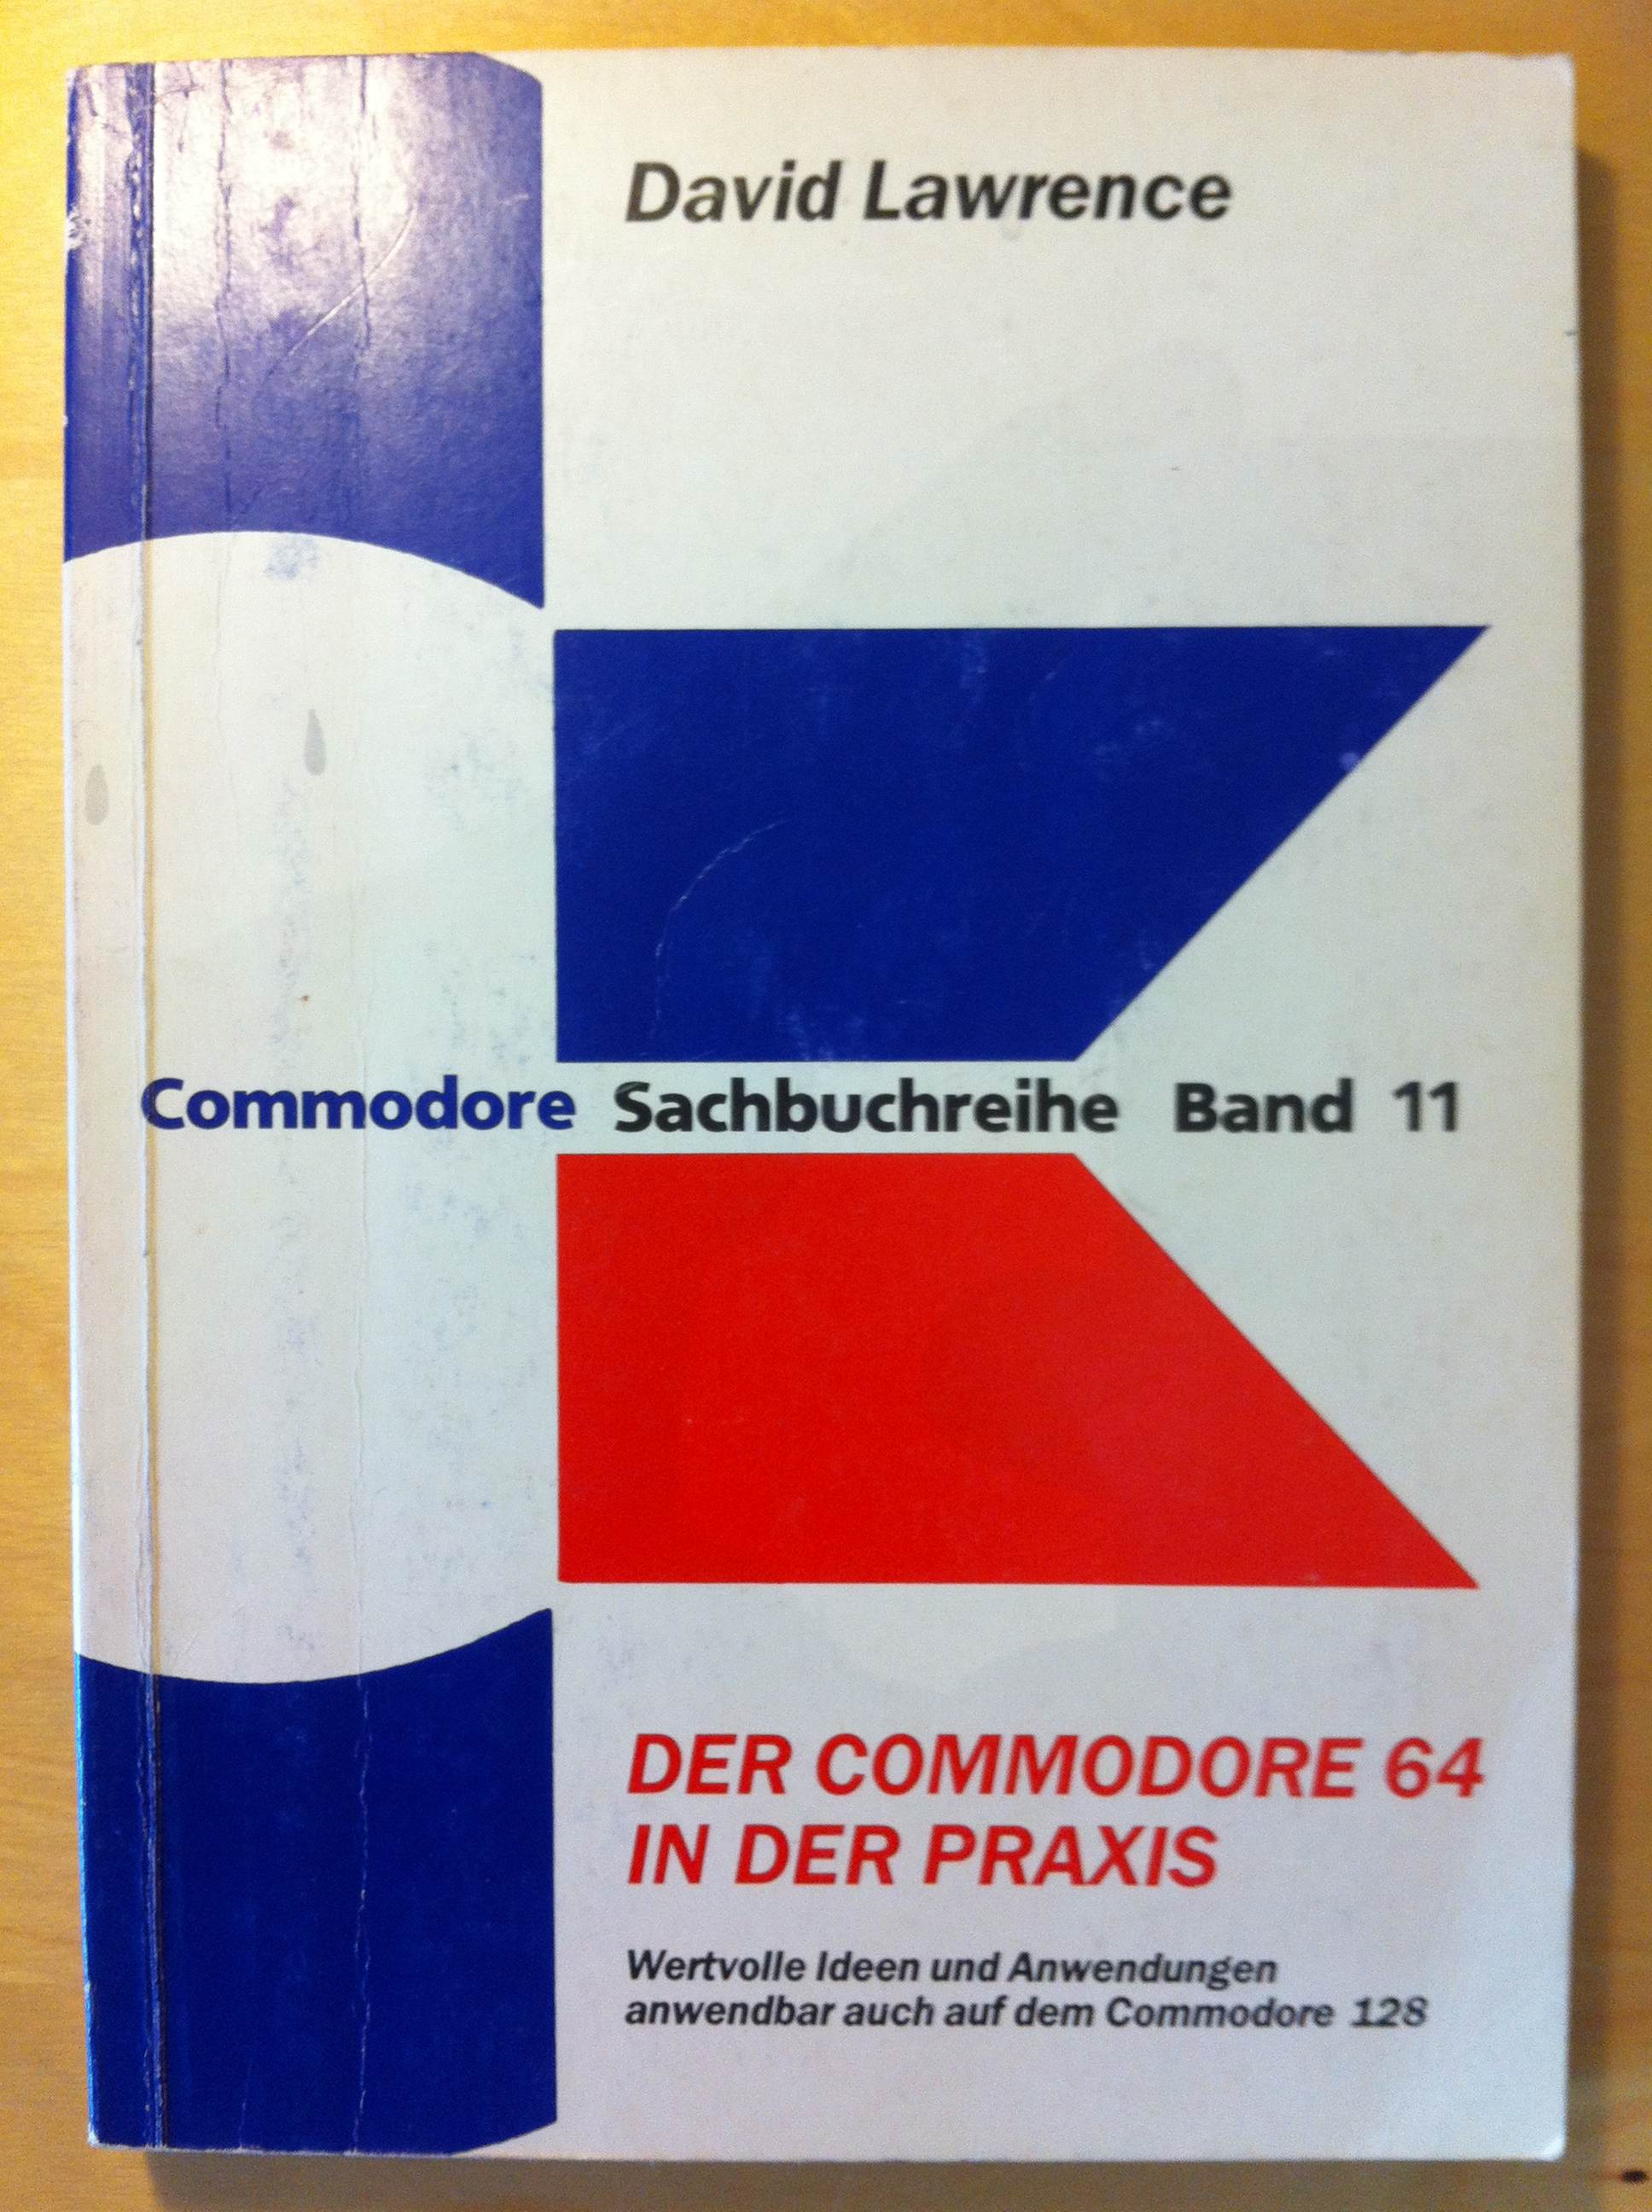 David Lawrence
Commodore Sachbuchreihe Band 11
DER COMMODORE 64
IN DER PRAXIS
Wertvolle Ideen und Anwendungen
anwendbar auch auf dem Commodore 128